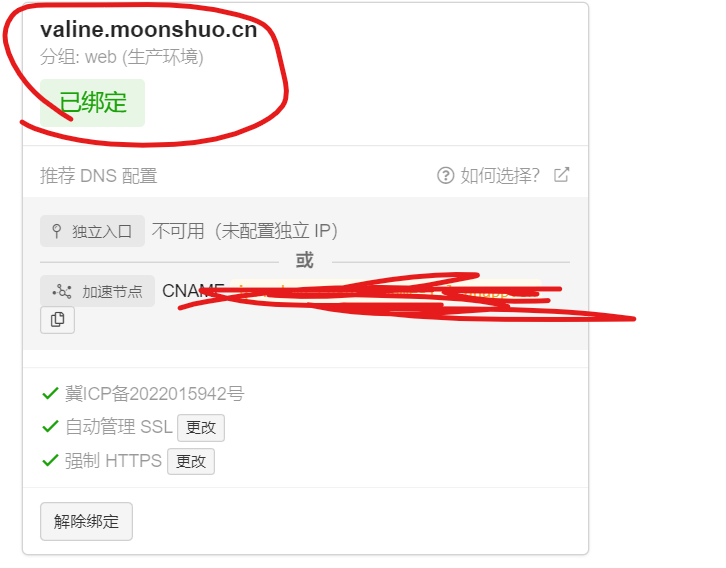 valine.moonshuo.cn
分组: web (生产环境)
已绑定
推荐 DNS 配置 如何选择?
独立入口 不可用（未配置独立 IP）
或
加速节点 CNAME
冀ICP备2022015942号
自动管理 SSL 更改
强制 HTTPS 更改
解除绑定